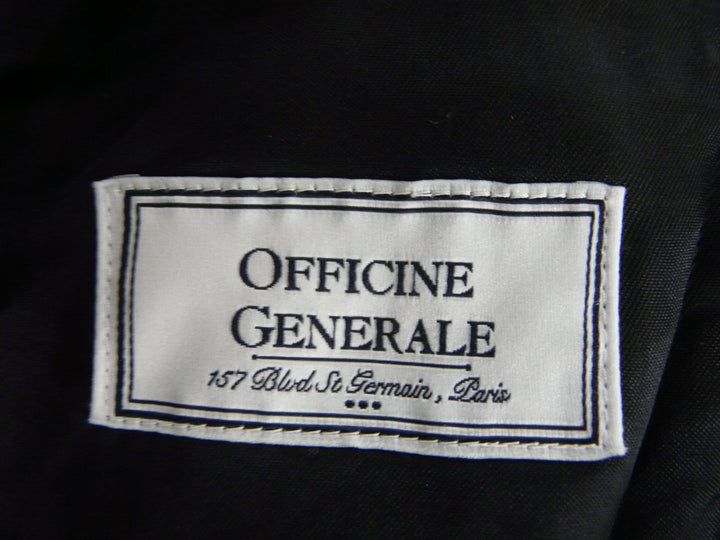 OFFICINE
GENERALE
157 Blvd St Germain, Paris